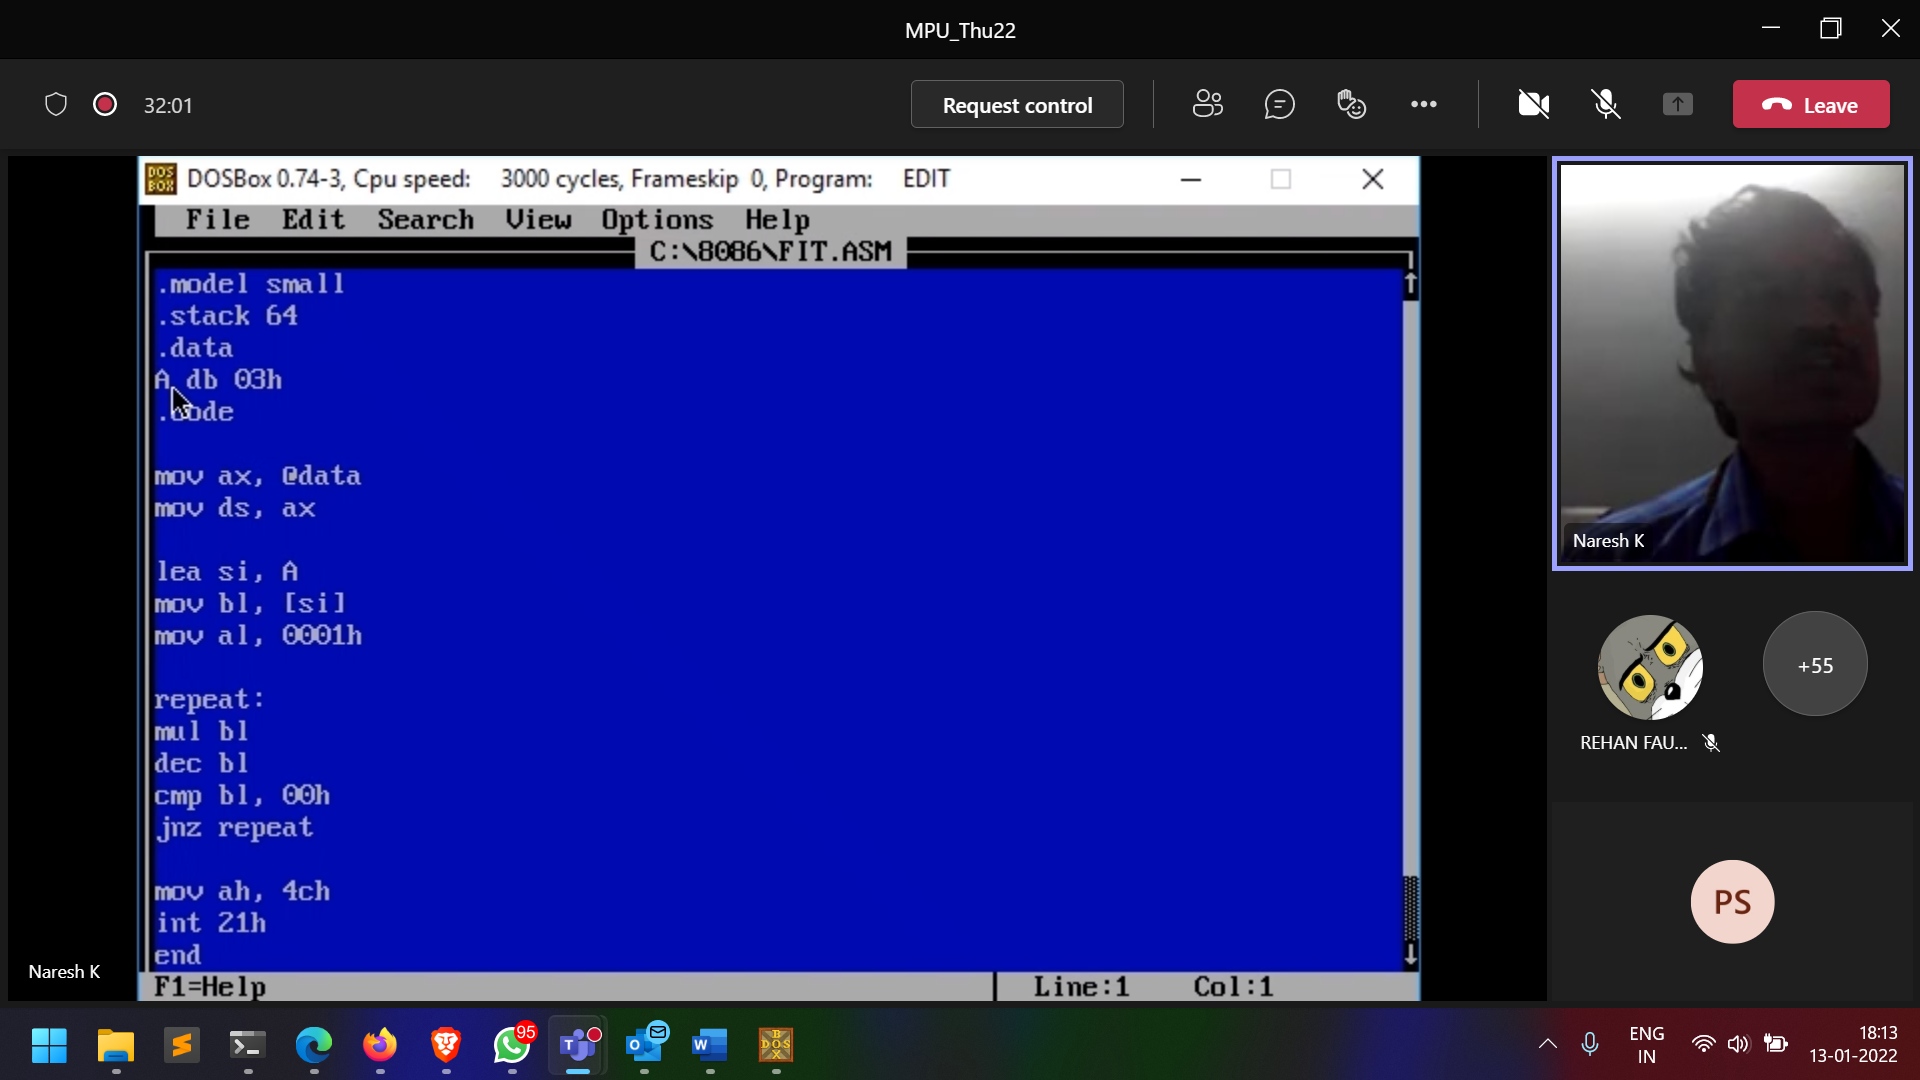 MPU_Thu22
32:01
Request control
Leave
DOSBox 0.74-3, Cpu speed: 3000 cycles, Frameskip 0, Program: EDIT
File Edit Search View Options Help
C:\8086\FIT.ASM
.model small
.stack 64
.data
A db 03h
.code
mov ax, @data
mov ds, ax
lea si, A
mov bl, [si]
mov al, 0001h
repeat:
mul bl
dec bl
cmp bl, 00h
jnz repeat
mov ah, 4ch
int 21h
end
F1=Help Line:1 Col:1
Naresh K
Naresh K
REHAN FAU...
+55
PS
95
DOS BOX
ENG
IN
18:13
13-01-2022